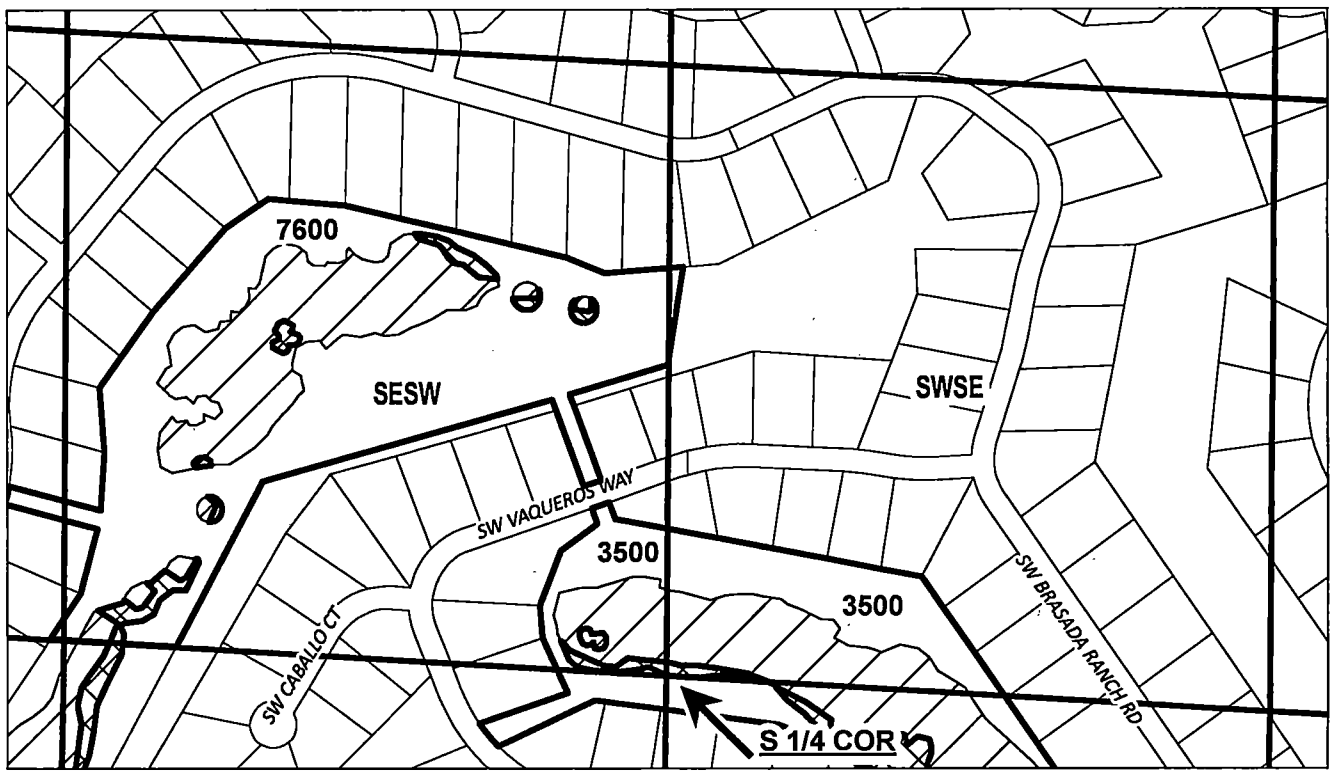 7600
SESW
SWSE
SW VAQUEROS WAY
3500
3500
SW BRASADA RANCH RD
SW CABALLO CT
S 1/4 COR